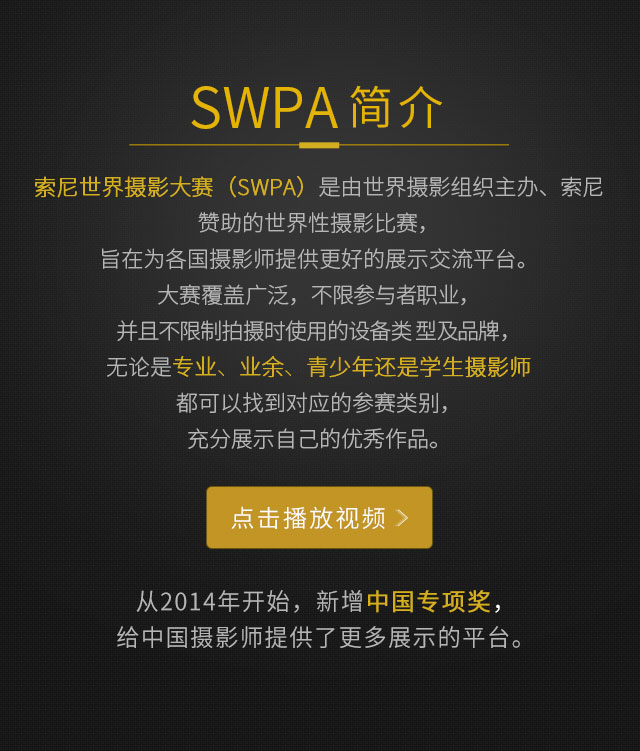 SWPA 简介
索尼世界摄影大赛（SWPA）是由世界摄影组织主办、索尼
赞助的世界性摄影比赛，
旨在为各国摄影师提供更好的展示交流平台。
大赛覆盖广泛，不限参与者职业，
并且不限制拍摄时使用的设备类 型及品牌，
无论是专业、业余、青少年还是学生摄影师
都可以找到对应的参赛类别，
充分展示自己的优秀作品。
点击播放视频 >
从2014年开始，新增中国专项奖，
给中国摄影师提供了更多展示的平台。